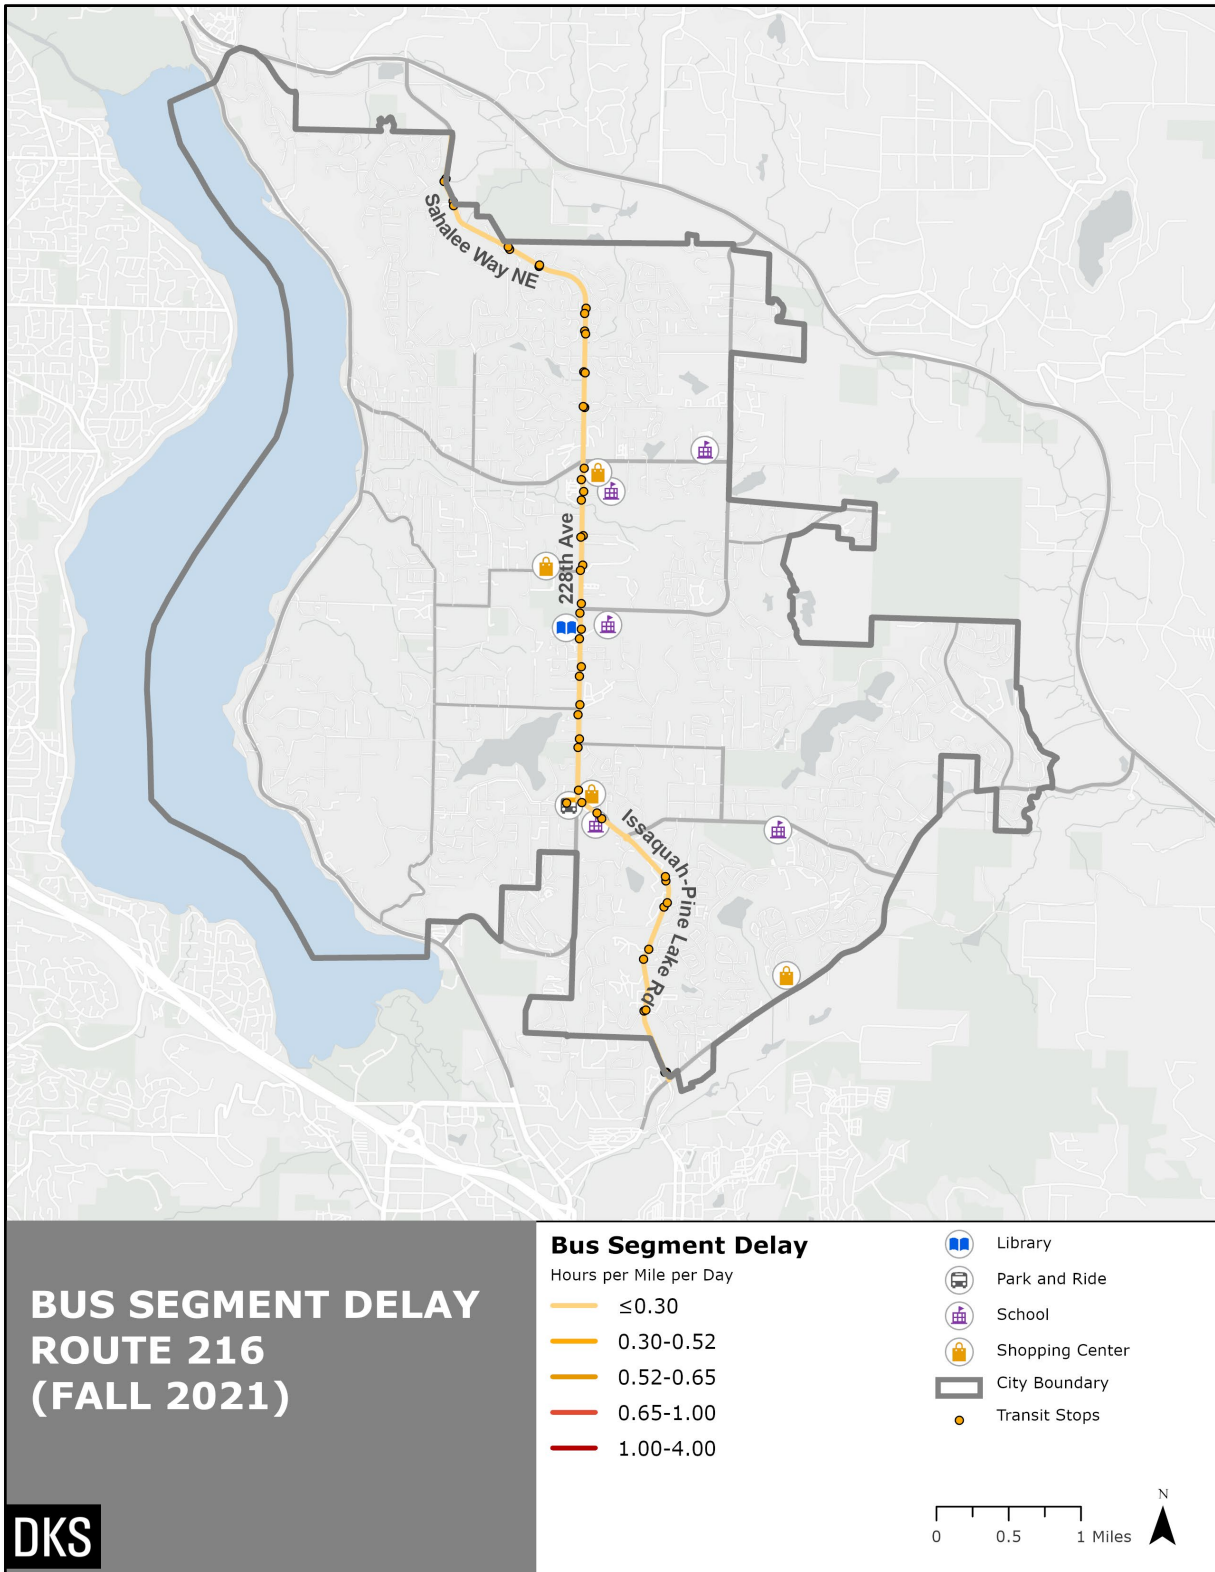 Sahalee Way NE
228th Ave
Issaquah-Pine Lake Rd
BUS SEGMENT DELAY
ROUTE 216
(FALL 2021)
DKS
Bus Segment Delay
Hours per Mile per Day
≤0.30
0.30-0.52
0.52-0.65
0.65-1.00
1.00-4.00
Library
Park and Ride
School
Shopping Center
City Boundary
Transit Stops
N
0 0.5 1 Miles